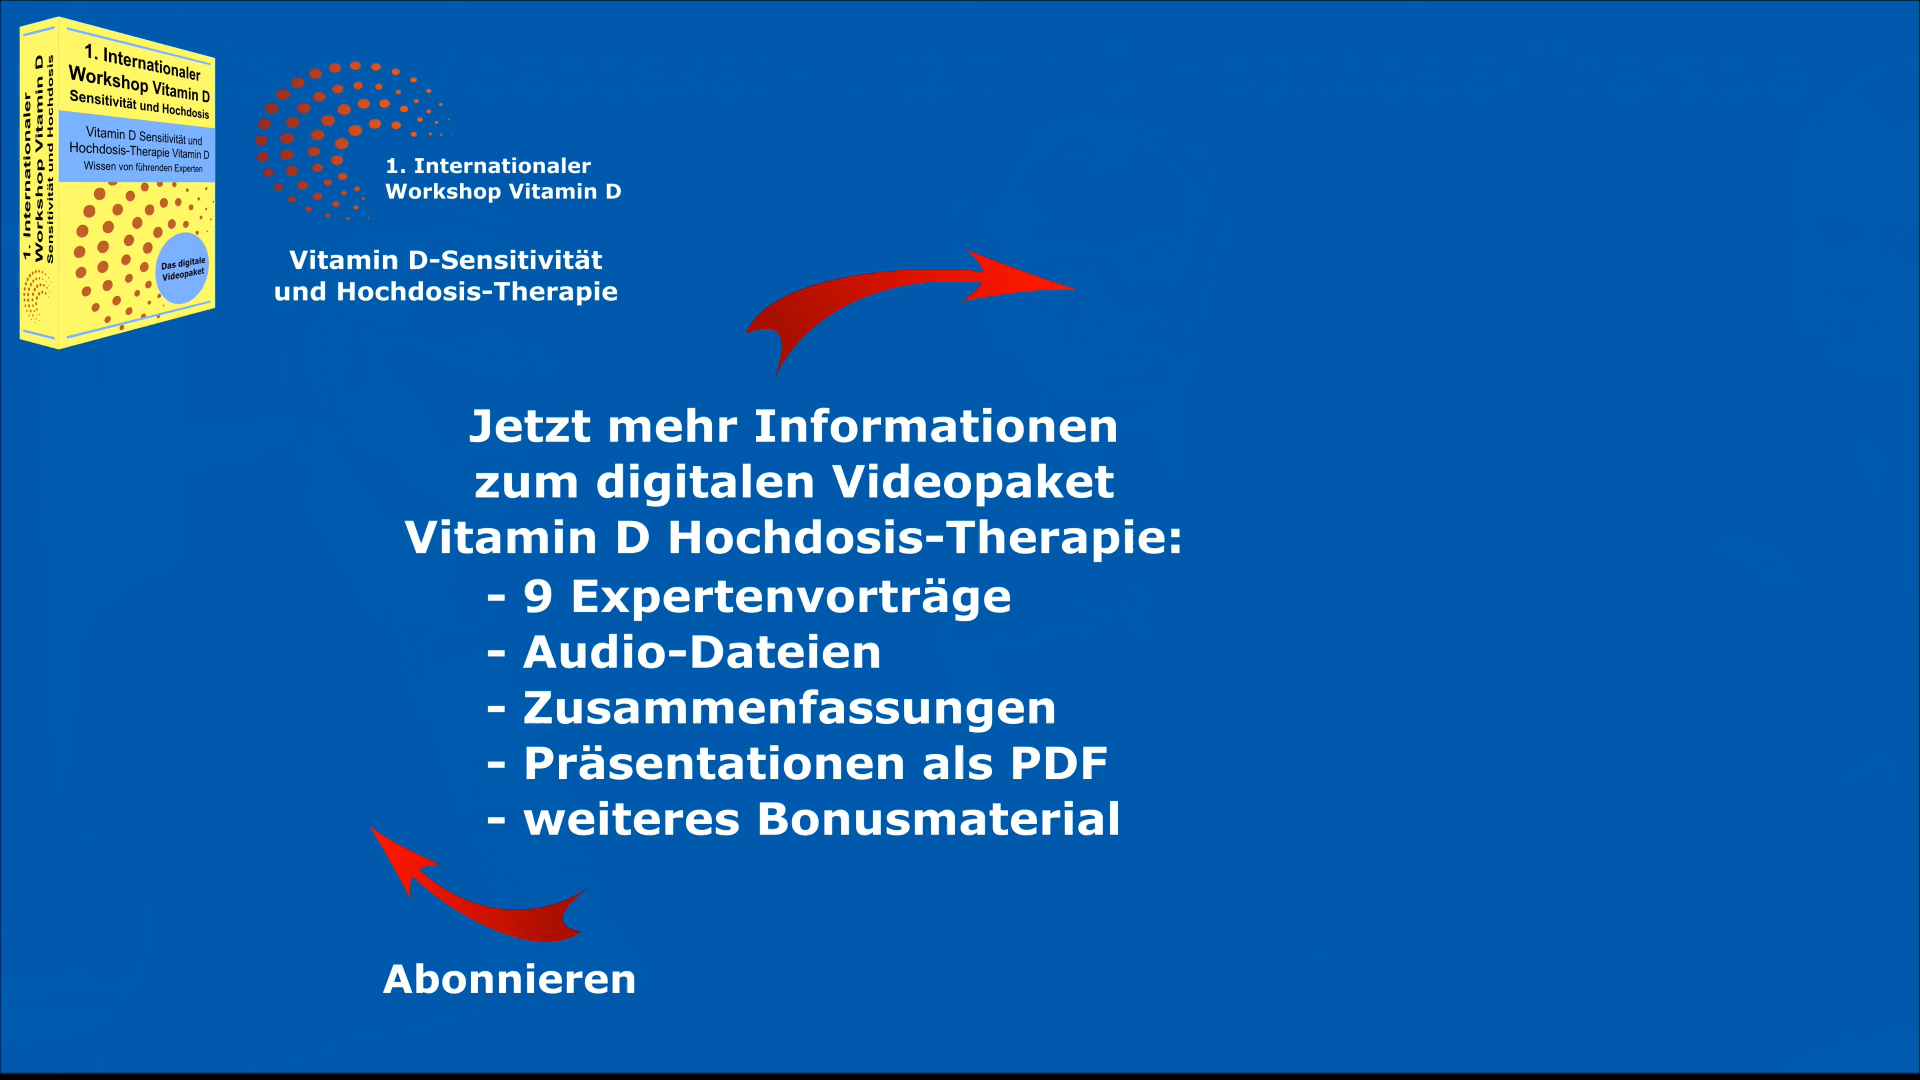 1. Internationaler
Workshop Vitamin D
Sensitivität und Hochdosis
1. Internationaler
Workshop Vitamin D
Sensitivität und Hochdosis
Vitamin D Sensitivität und
Hochdosis-Therapie Vitamin D
Wissen von führenden Experten
Das digitale
Videopaket
1. Internationaler
Workshop Vitamin D
Vitamin D-Sensitivität
und Hochdosis-Therapie
Jetzt mehr Informationen
zum digitalen Videopaket
Vitamin D Hochdosis-Therapie:
- 9 Expertenvorträge
- Audio-Dateien
- Zusammenfassungen
- Präsentationen als PDF
- weiteres Bonusmaterial
Abonnieren